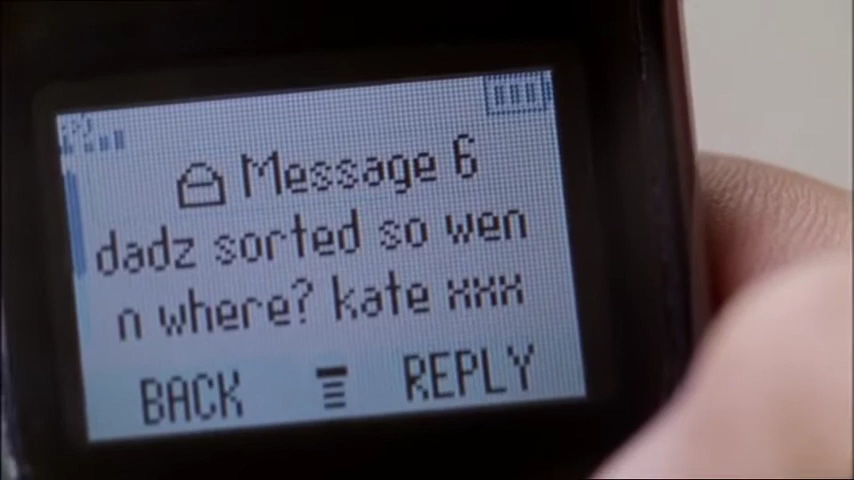 Message 6
dadz sorted so wen
n where? kate xxx
BACK REPLY